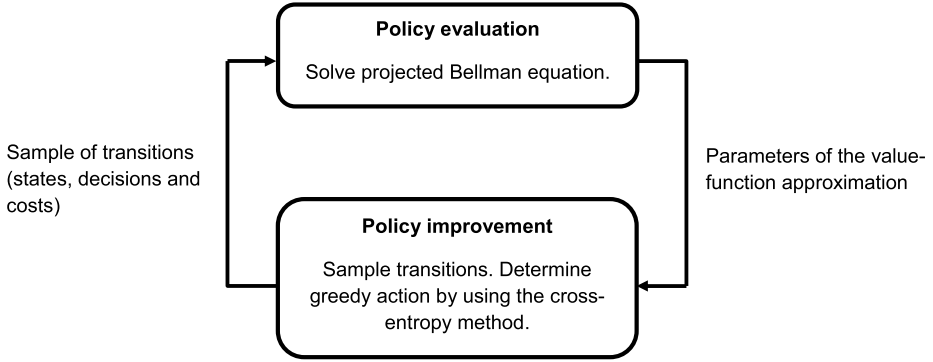 Policy evaluation
Solve projected Bellman equation.
Sample of transitions
(states, decisions and
costs)
Parameters of the value-
function approximation
Policy improvement
Sample transitions. Determine
greedy action by using the cross-
entropy method.